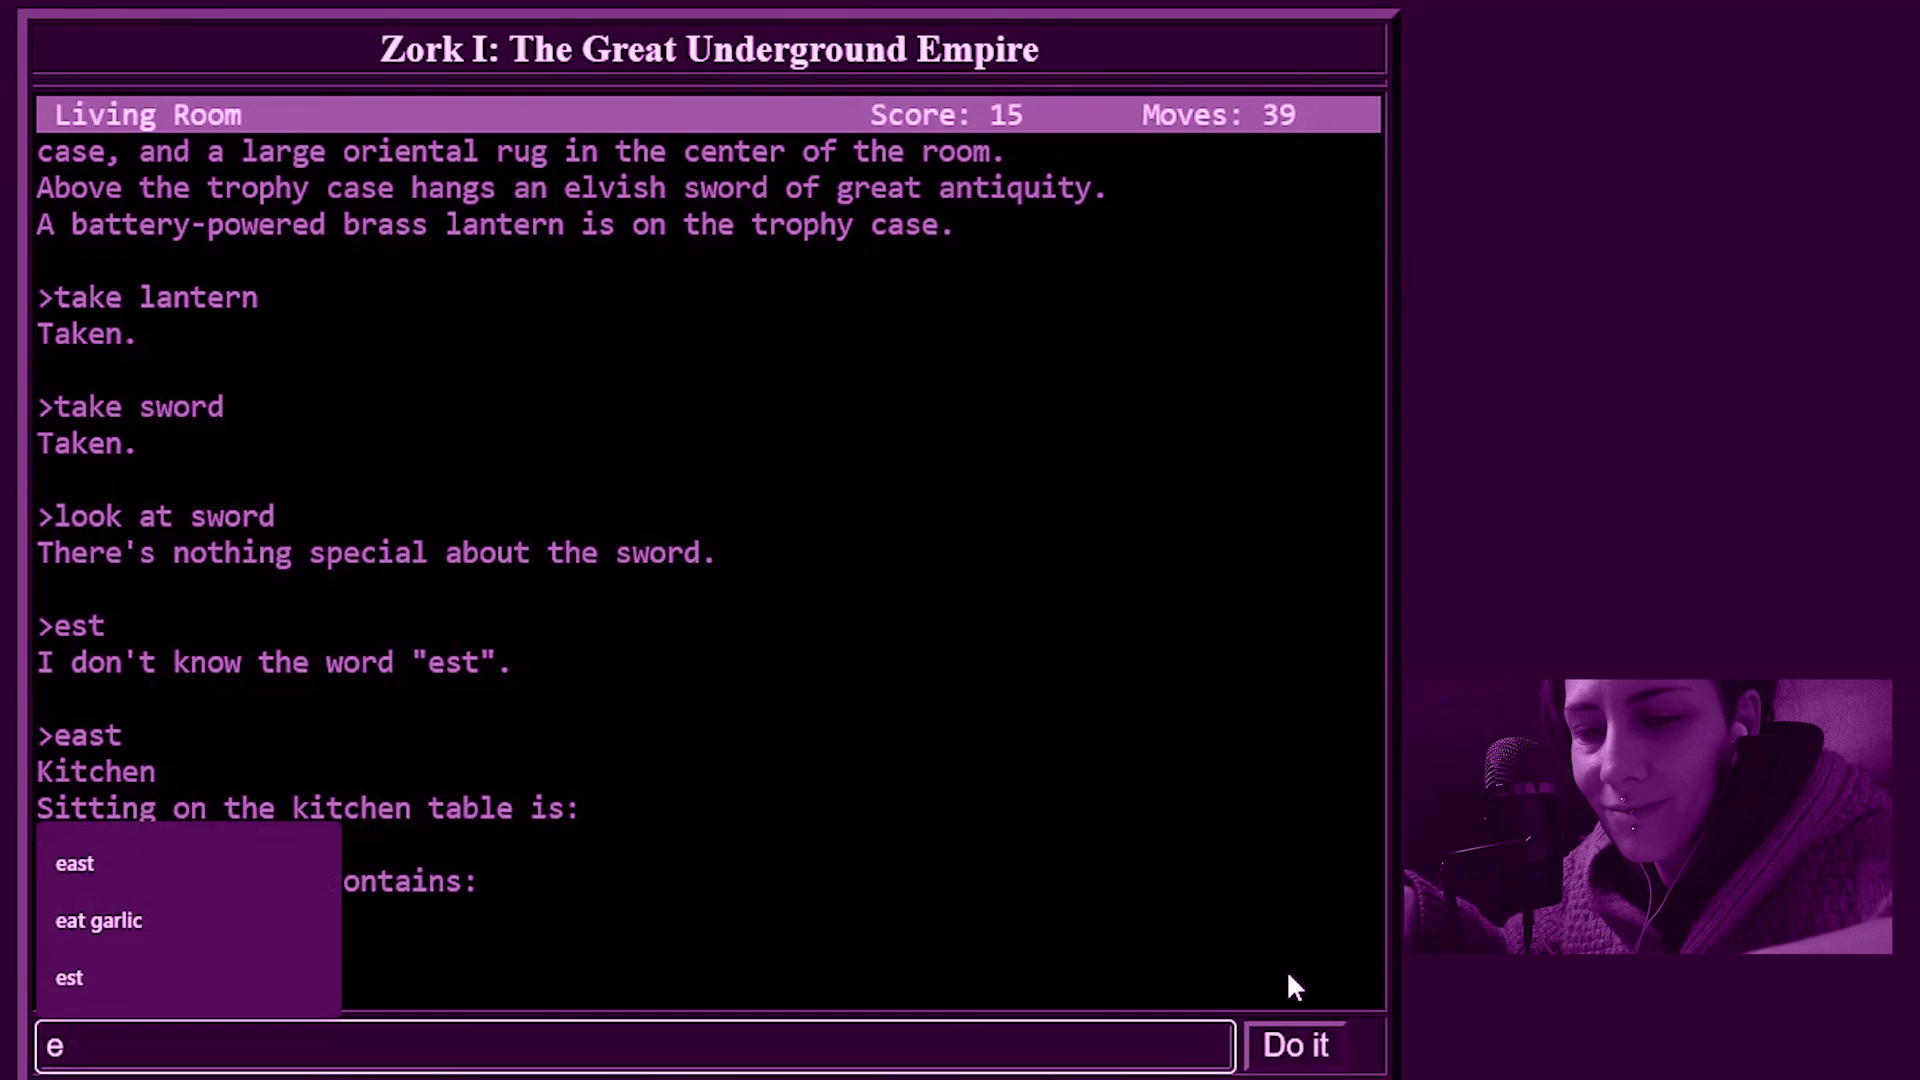 Zork I: The Great Underground Empire
Living Room Score: 15 Moves: 39
case, and a large oriental rug in the center of the room.
Above the trophy case hangs an elvish sword of great antiquity.
A battery-powered brass lantern is on the trophy case.
>take lantern
Taken.
>take sword
Taken.
>look at sword
There's nothing special about the sword.
>est
I don't know the word "est".
>east
Kitchen
Sitting on the kitchen table is:
east
ontains:
eat garlic
est
e
Do it